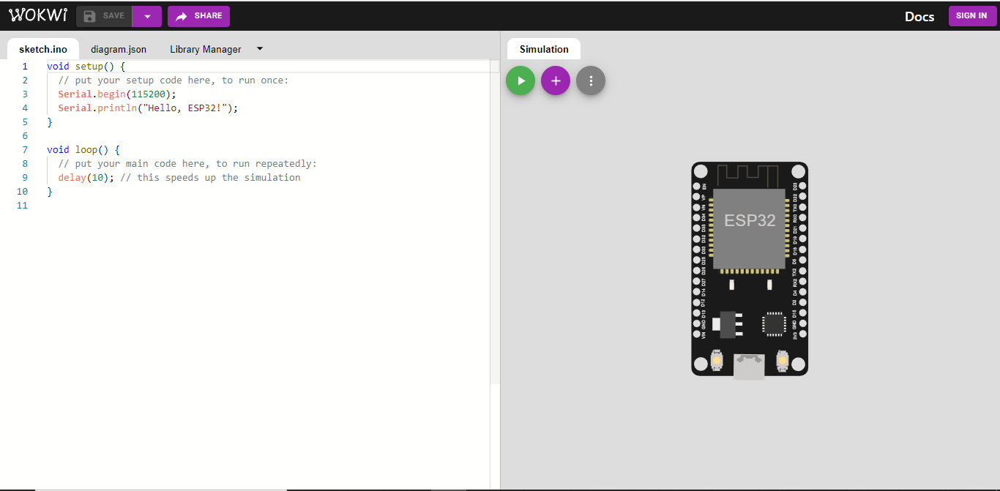 WOKWi
SAVE
SHARE
Docs
SIGN IN
sketch.ino
diagram.json
Library Manager
Simulation
1 void setup() {
2 // put your setup code here, to run once:
3 Serial.begin(115200);
4 Serial.println("Hello, ESP32!");
5 }
6
7 void loop() {
8 // put your main code here, to run repeatedly:
9 delay(10); // this speeds up the simulation
10 }
11
ESP32
EN
VP
VN
D34
D35
D32
D33
D25
D26
D27
D14
D12
D13
GND
VIN
D23
D22
TX0
RX0
D21
D19
D18
D5
TX2
RX2
D4
D2
D15
GND
3V3